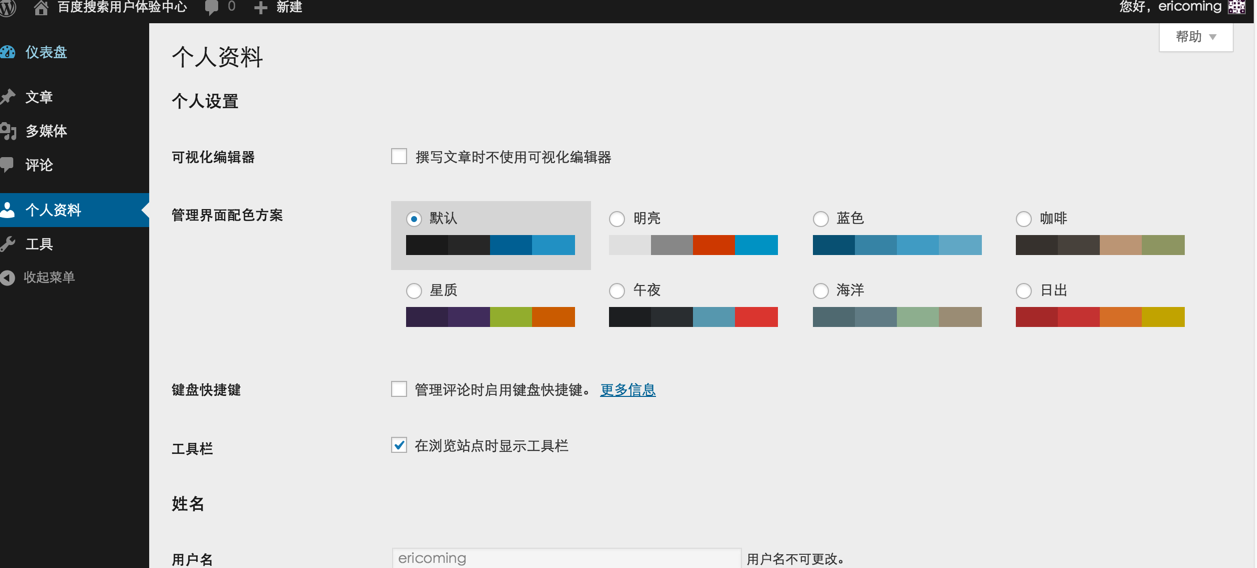 百度搜索用户体验中心 0 新建 您好，ericoming
帮助
仪表盘
文章
多媒体
评论
个人资料
工具
收起菜单
个人资料
个人设置
可视化编辑器 撰写文章时不使用可视化编辑器
管理界面配色方案 默认 明亮 蓝色 咖啡
星质 午夜 海洋 日出
键盘快捷键 管理评论时启用键盘快捷键。 更多信息
工具栏 在浏览站点时显示工具栏
姓名
用户名 ericoming 用户名不可更改。